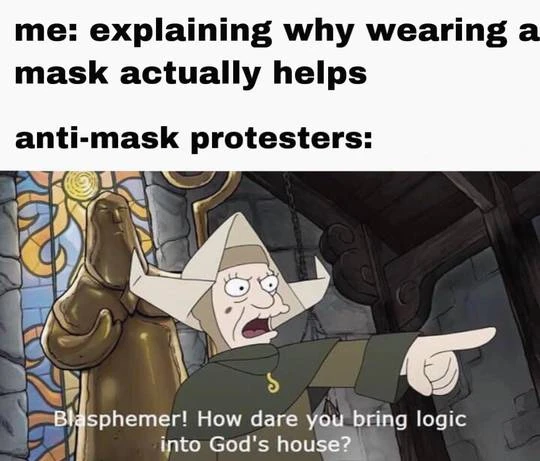 me: explaining why wearing a
mask actually helps
anti-mask protesters:
Blasphemer! How dare you bring logic
into God's house?